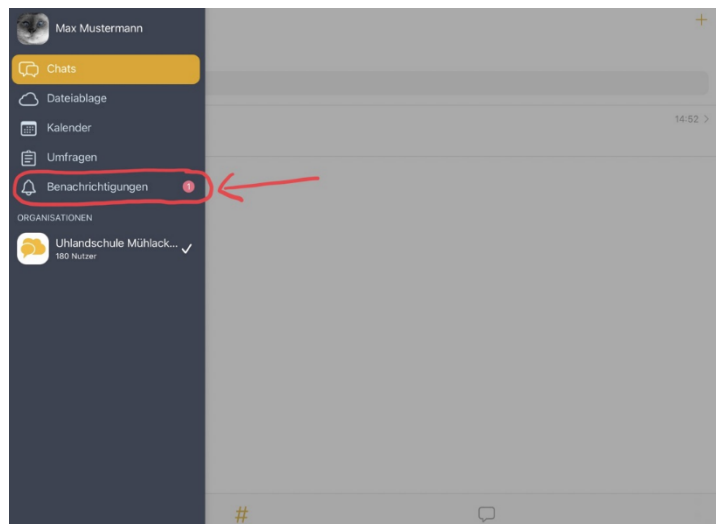 Max Mustermann
Chats
Dateiablage
Kalender
Umfragen
Benachrichtigungen 1
ORGANISATIONEN
Uhlandschule Mühlack...
180 Nutzer
14:52
#